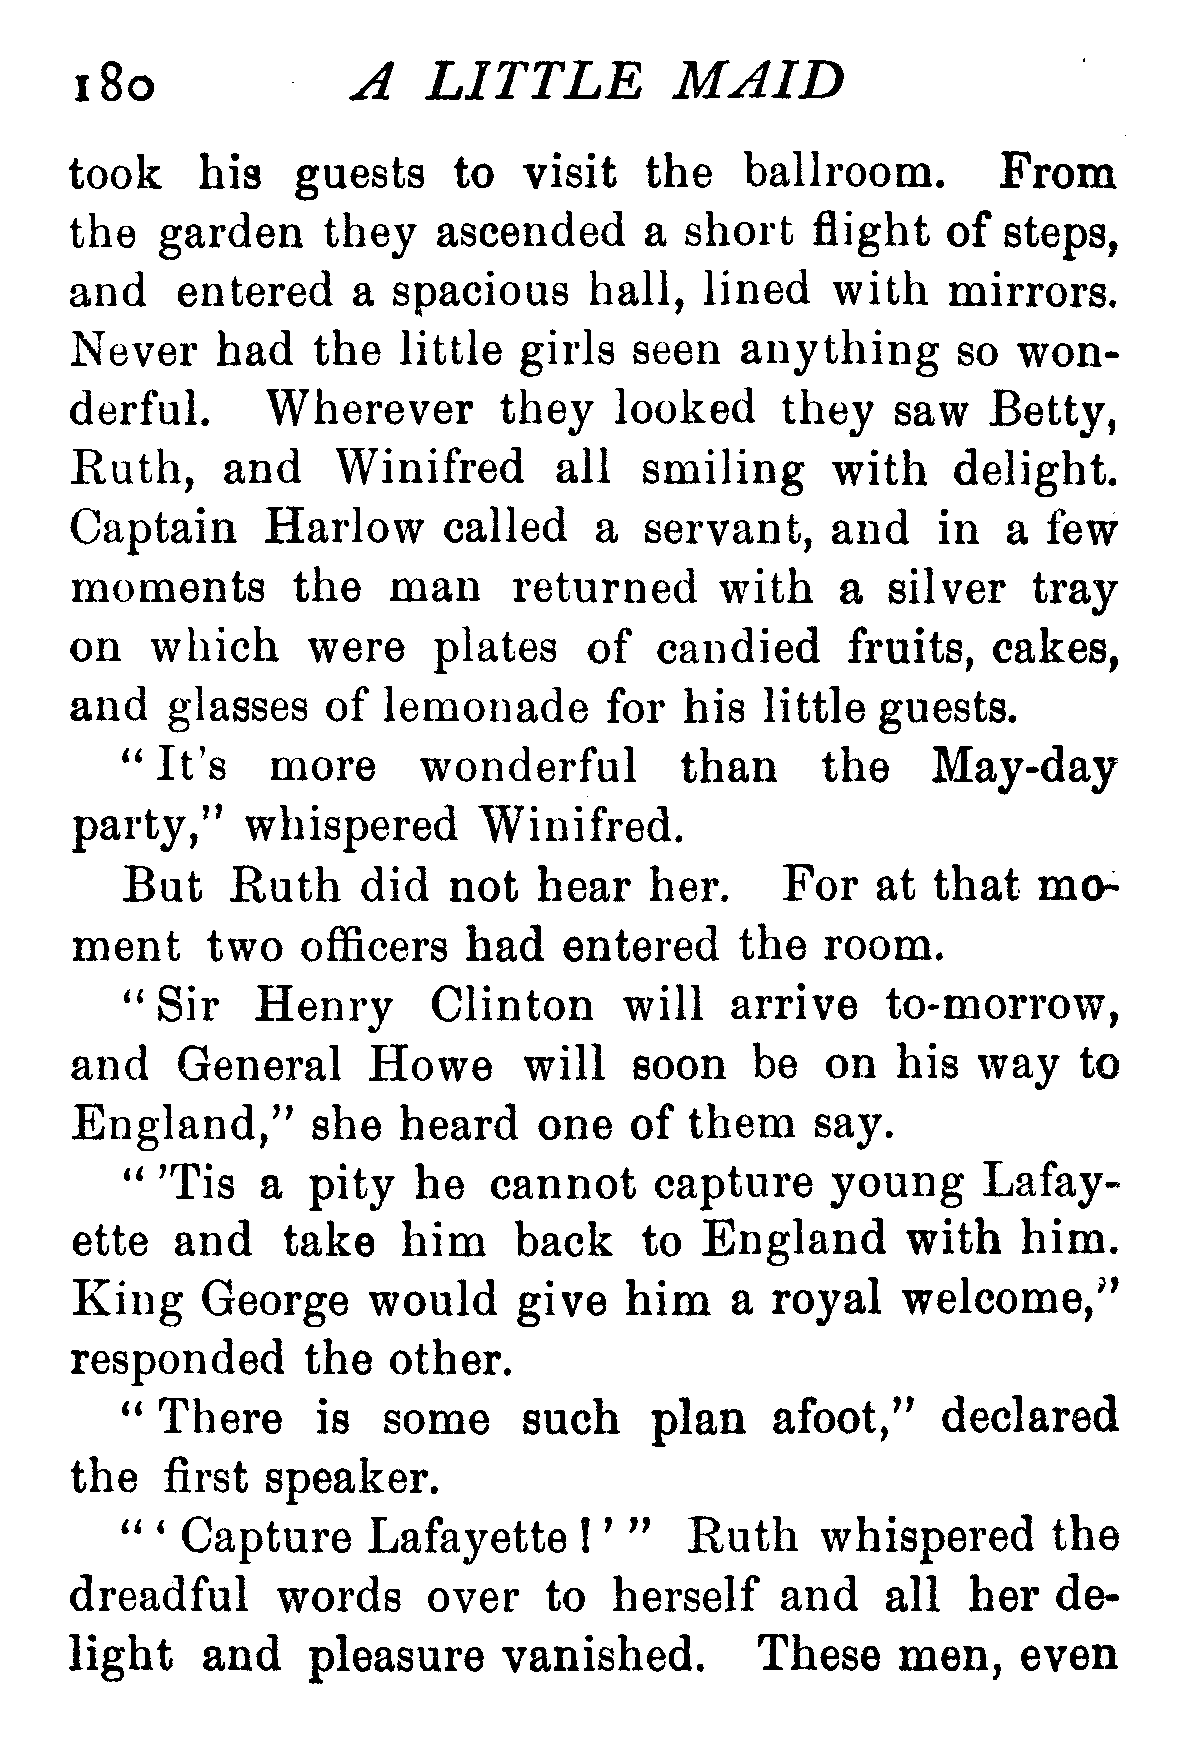 180 A LITTLE MAID
took his guests to visit the ballroom. From
the garden they ascended a short flight of steps,
and entered a spacious hall, lined with mirrors.
Never had the little girls seen anything so won-
derful. Wherever they looked they saw Betty,
Ruth, and Winifred all smiling with delight.
Captain Harlow called a servant, and in a few
moments the man returned with a silver tray
on which were plates of candied fruits, cakes,
and glasses of lemonade for his little guests.
“ It’s more wonderful than the May-day
party,” whispered Winifred.
But Ruth did not hear her. For at that mo-
ment two officers had entered the room.
“ Sir Henry Clinton will arrive to-morrow,
and General Howe will soon be on his way to
England,” she heard one of them say.
“ ’Tis a pity he cannot capture young Lafay-
ette and take him back to England with him.
King George would give him a royal welcome,”
responded the other.
“ There is some such plan afoot,” declared
the first speaker.
“ ‘ Capture Lafayette ! ’ ” Ruth whispered the
dreadful words over to herself and all her de-
light and pleasure vanished. These men, even